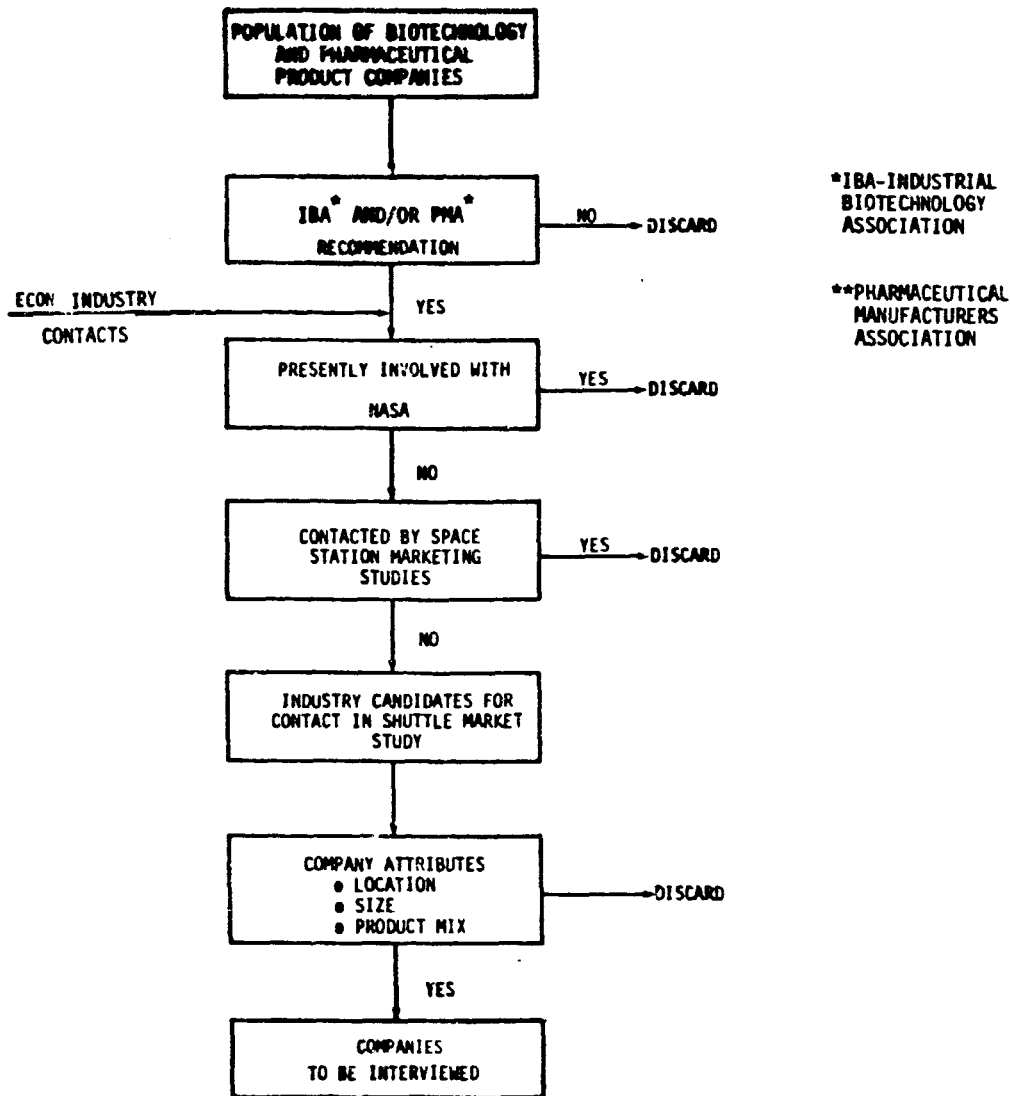 POPULATION OF BIOTECHNOLOGY
AND PHARMACEUTICAL
PRODUCT COMPANIES
IBA* AND/OR PMA*
RECOMMENDATION
NO
DISCARD
*IBA-INDUSTRIAL
BIOTECHNOLOGY
ASSOCIATION
**PHARMACEUTICAL
MANUFACTURERS
ASSOCIATION
ECON INDUSTRY
CONTACTS
YES
PRESENTLY INVOLVED WITH
NASA
YES
DISCARD
NO
CONTACTED BY SPACE
STATION MARKETING
STUDIES
YES
DISCARD
NO
INDUSTRY CANDIDATES FOR
CONTACT IN SHUTTLE MARKET
STUDY
COMPANY ATTRIBUTES
• LOCATION
• SIZE
• PRODUCT MIX
DISCARD
YES
COMPANIES
TO BE INTERVIEWED